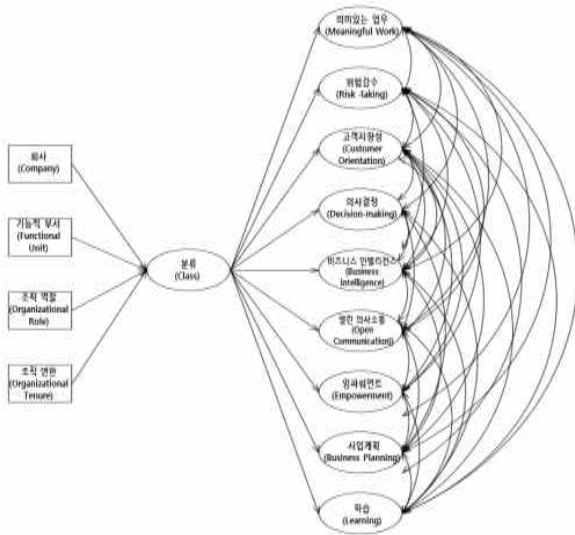 의미있는 업무
(Meaningful Work)
위험감수
(Risk -taking)
고객지향성
(Customer
Orientation)
의사결정
(Decision-making)
비즈니스 인텔리전스
(Business
Intelligence)
열린 의사소통
(Open
Communication)
임파워먼트
(Empowerment)
사업계획
(Business Planning)
학습
(Learning)
회사
(Company)
기능적 부서
(Functional
Unit)
조직 역할
(Organizational
Role)
조직 연한
(Organizational
Tenure)
분류
(Class)